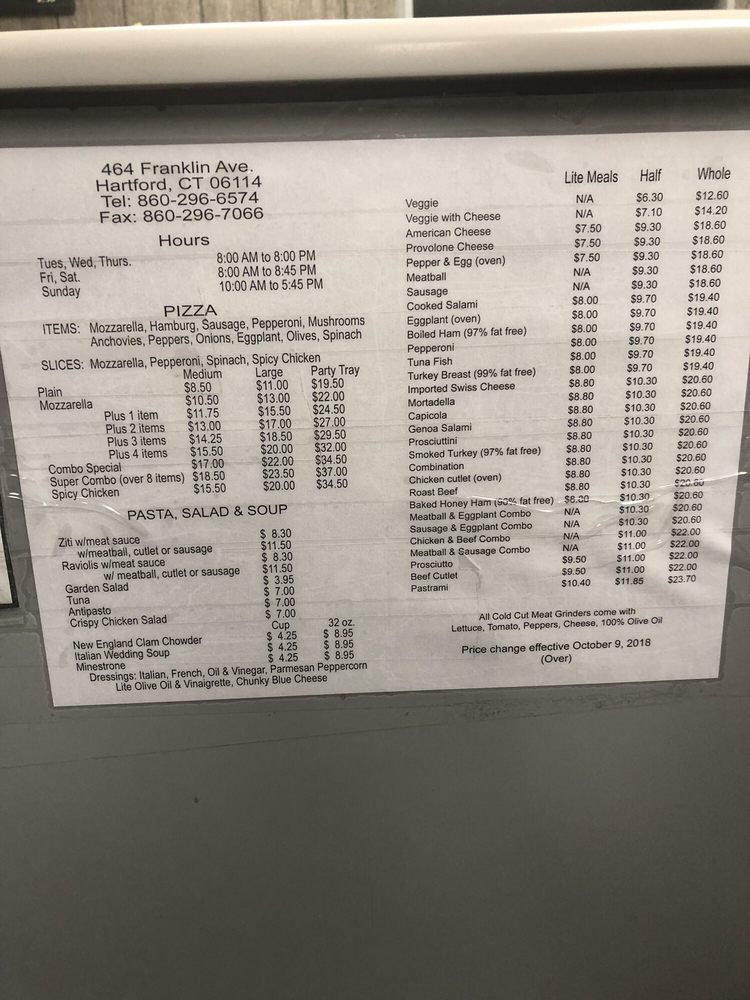 464 Franklin Ave.
Hartford, CT 06114
Tel: 860-296-6574
Fax: 860-296-7066
Hours
Tues, Wed, Thurs. 8:00 AM to 8:00 PM
Fri, Sat. 8:00 AM to 8:45 PM
Sunday 10:00 AM to 5:45 PM
PIZZA
ITEMS: Mozzarella, Hamburg, Sausage, Pepperoni, Mushrooms
Anchovies, Peppers, Onions, Eggplant, Olives, Spinach
SLICES: Mozzarella, Pepperoni, Spinach, Spicy Chicken
Medium Large Party Tray
Plain $8.50 $11.00 $19.50
Mozzarella $10.50 $13.00 $22.00
Plus 1 item $11.75 $15.50 $24.50
Plus 2 items $13.00 $17.00 $27.00
Plus 3 items $14.25 $18.50 $29.50
Plus 4 items $15.50 $20.00 $32.00
Combo Special $17.00 $22.00 $34.50
Super Combo (over 8 items) $18.50 $23.50 $37.00
Spicy Chicken $15.50 $20.00 $34.50
PASTA, SALAD & SOUP
Ziti w/meat sauce $ 8.30
w/meatball, cutlet or sausage $11.50
Raviolis w/meat sauce $ 8.30
w/ meatball, cutlet or sausage $11.50
Garden Salad $ 3.95
Tuna $ 7.00
Antipasto $ 7.00
Crispy Chicken Salad $ 7.00
Cup 32 oz.
New England Clam Chowder $ 4.25 $ 8.95
Italian Wedding Soup $ 4.25 $ 8.95
Minestrone $ 4.25 $ 8.95
Dressings: Italian, French, Oil & Vinegar, Parmesan Peppercorn
Lite Olive Oil & Vinaigrette, Chunky Blue Cheese
Lite Meals Half Whole
Veggie N/A $6.30 $12.60
Veggie with Cheese N/A $7.10 $14.20
American Cheese $7.50 $9.30 $18.60
Provolone Cheese $7.50 $9.30 $18.60
Pepper & Egg (oven) $7.50 $9.30 $18.60
Meatball N/A $9.30 $18.60
Sausage N/A $9.30 $18.60
Cooked Salami $8.00 $9.70 $19.40
Eggplant (oven) $8.00 $9.70 $19.40
Boiled Ham (97% fat free) $8.00 $9.70 $19.40
Pepperoni $8.00 $9.70 $19.40
Tuna Fish $8.00 $9.70 $19.40
Turkey Breast (99% fat free) $8.00 $9.70 $19.40
Imported Swiss Cheese $8.80 $10.30 $20.60
Mortadella $8.80 $10.30 $20.60
Capicola $8.80 $10.30 $20.60
Genoa Salami $8.80 $10.30 $20.60
Prosciuttini $8.80 $10.30 $20.60
Smoked Turkey (97% fat free) $8.80 $10.30 $20.60
Combination $8.80 $10.30 $20.60
Chicken cutlet (oven) $8.80 $10.30 $20.60
Roast Beef $8.80 $10.30 $20.60
Baked Honey Ham fat free) $8.80 $10.30 $20.60
Meatball & Eggplant Combo N/A $10.30 $20.60
Sausage & Eggplant Combo N/A $10.30 $20.60
Chicken & Beef Combo N/A $11.00 $22.00
Meatball & Sausage Combo N/A $11.00 $22.00
Prosciutto $9.50 $11.00 $22.00
Beef Cutlet $9.50 $11.00 $22.00
Pastrami $10.40 $11.85 $23.70
All Cold Cut Meat Grinders come with
Lettuce, Tomato, Peppers, Cheese, 100% Olive Oil
Price change effective October 9, 2018
(Over)